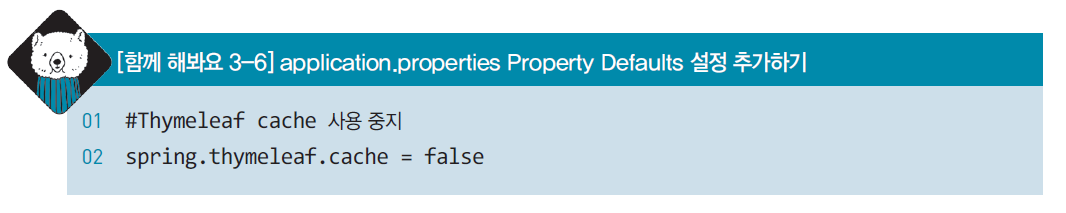 [함께 해봐요 3-6] application.properties Property Defaults 설정 추가하기
01 #Thymeleaf cache 사용 중지
02 spring.thymeleaf.cache = false